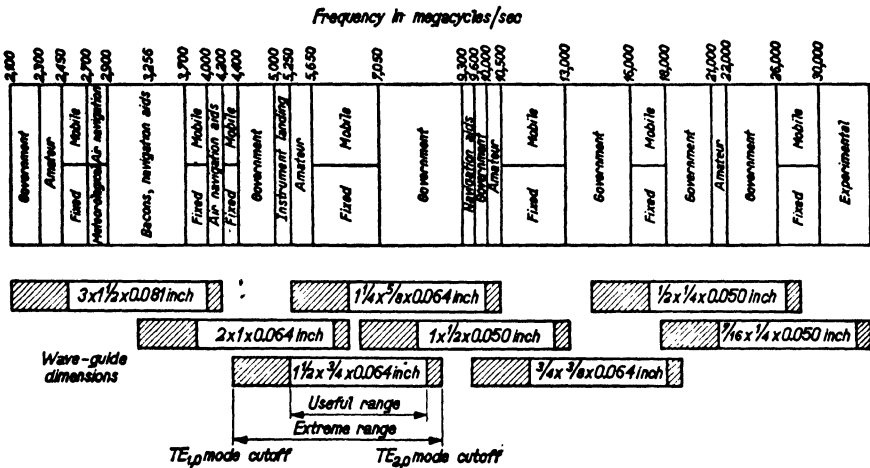 Frequency in megacycles/sec
2,100 2,300 2,450 2,700 2,900 3,256 3,700 4,000 4,200 4,400 5,000 5,250 5,650 7,050 9,300 9,600 10,000 10,500 13,000 16,000 18,000 21,000 22,000 26,000 30,000
Government
Amateur
Mobile
Fixed
Meteorological Air navigation
Bacons, navigation aids
Mobile
Fixed
Air navigation aids
Mobile
Fixed
Government
Instrument landing
Amateur
Mobile
Fixed
Government
Navigation aids
Government
Amateur
Mobile
Fixed
Government
Mobile
Fixed
Government
Amateur
Government
Mobile
Fixed
Experimental
3x1½x0.081 inch
1¼x⅝x0.064 inch
½x¼x0.050 inch
2x1x0.064 inch
1x½x0.050 inch
x¼x0.050 inch
Wave-guide
dimensions
1½x¾x0.064 inch
¾x⅜x0.064 inch
Useful range
Extreme range
TE1,0 mode cutoff
TE2,0 mode cutoff